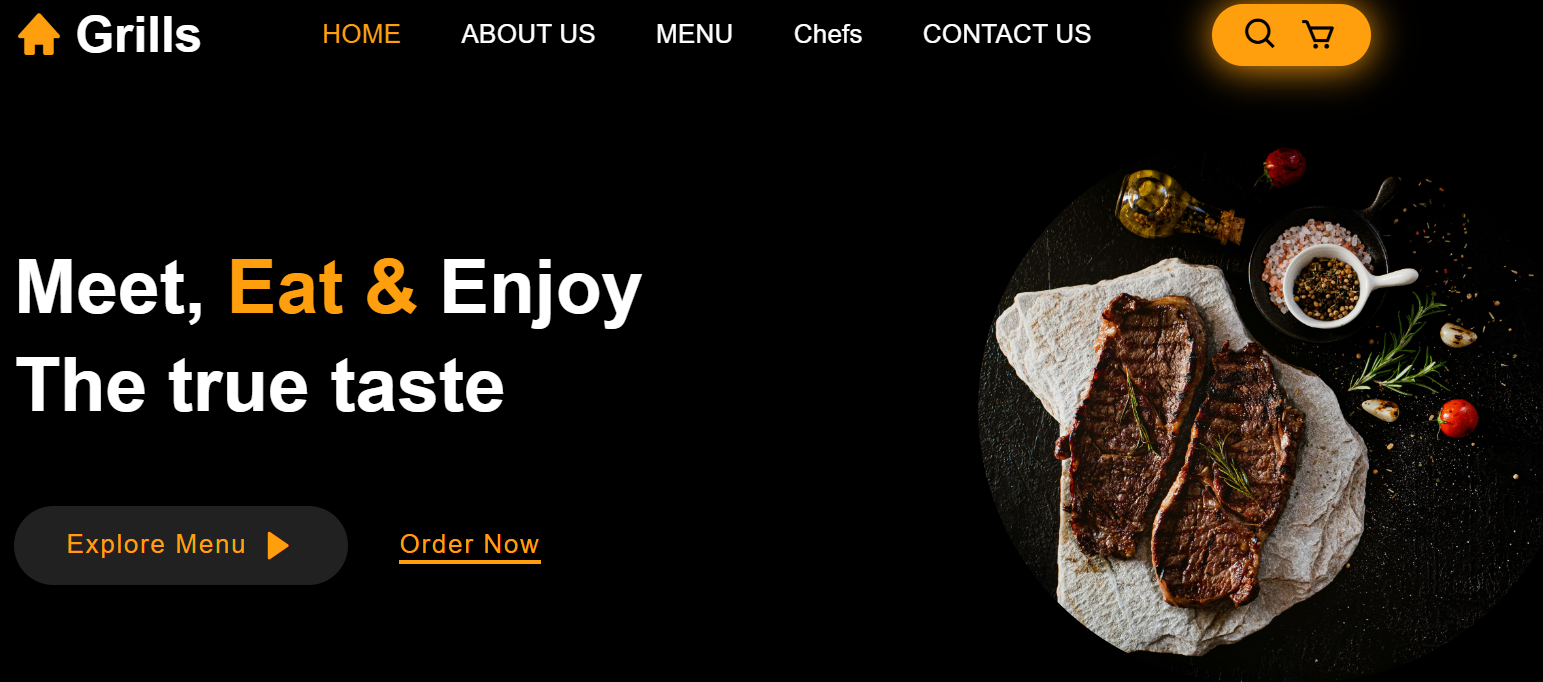 Grills
HOME ABOUT US MENU Chefs CONTACT US
Meet, Eat & Enjoy
The true taste
Explore Menu
Order Now